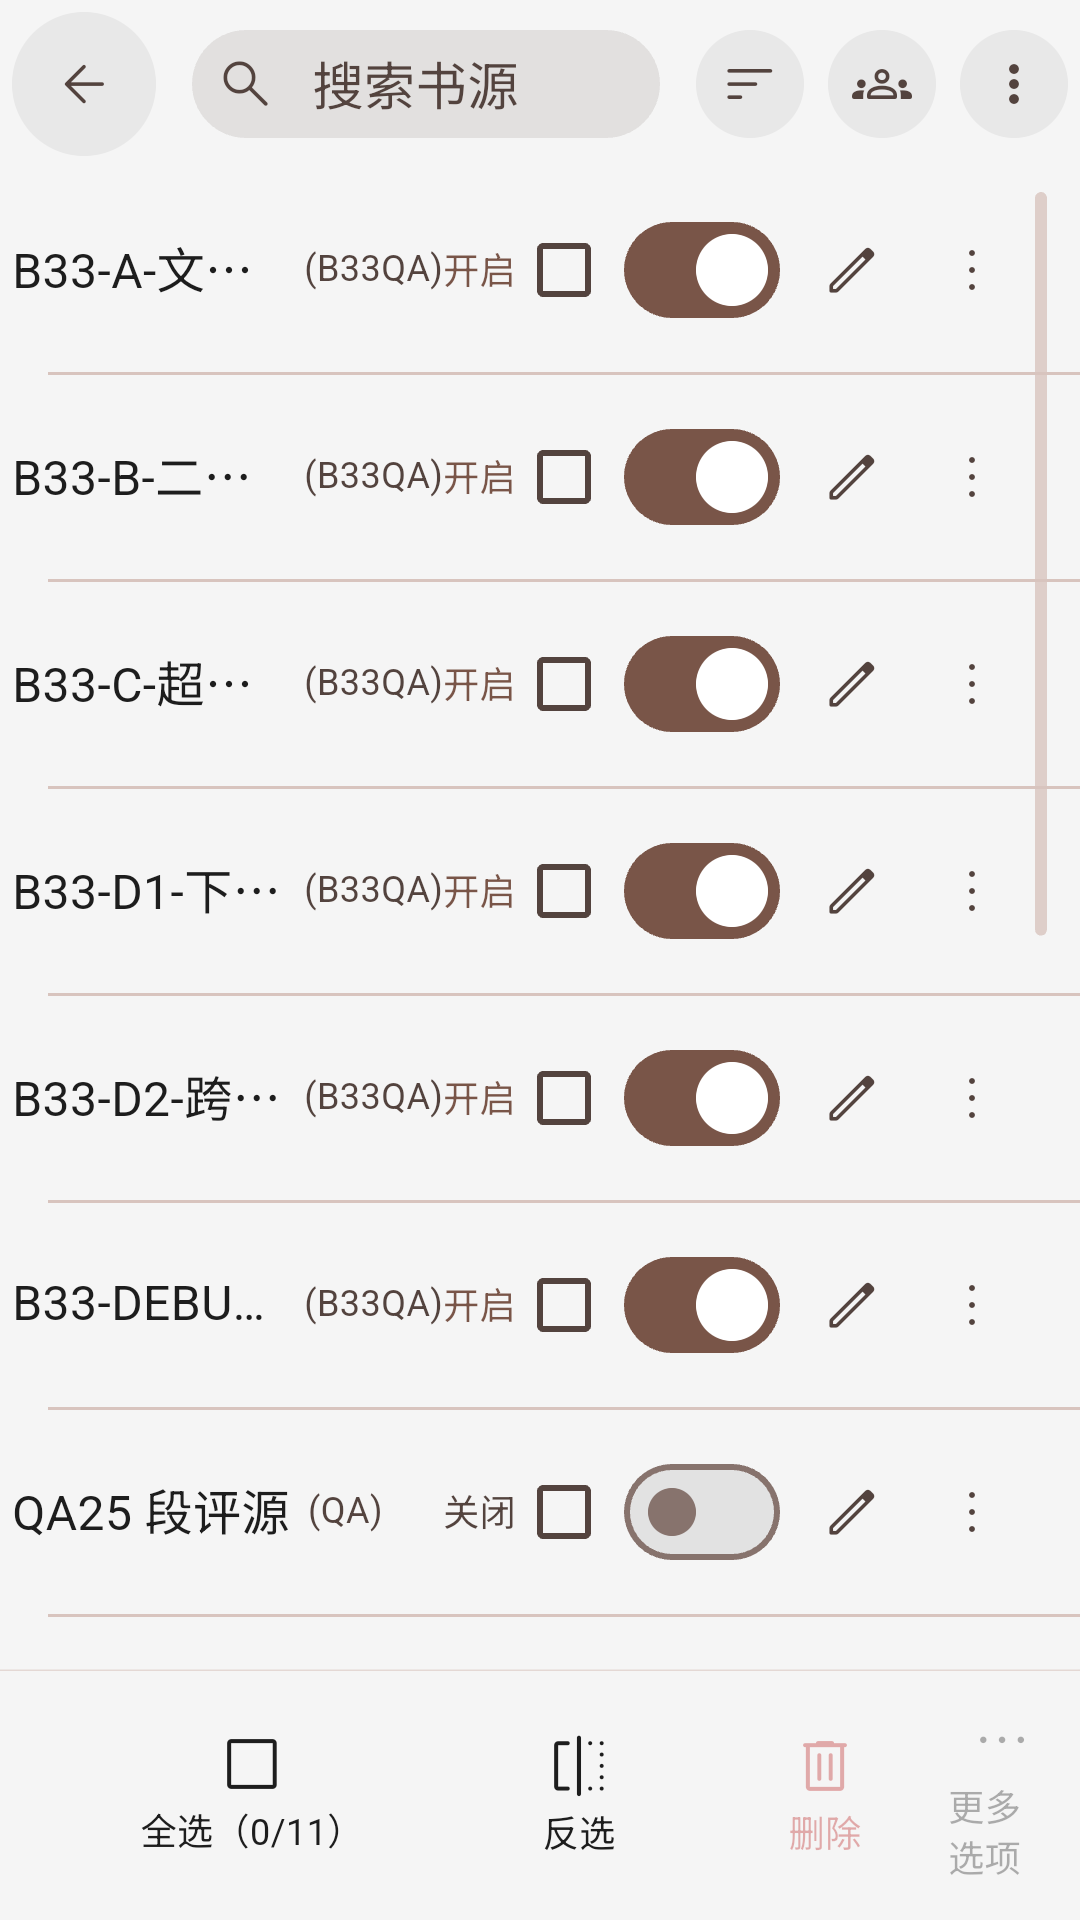 搜索书源
B33-A-文… (B33QA) 开启
B33-B-二… (B33QA) 开启
B33-C-超… (B33QA) 开启
B33-D1-下… (B33QA) 开启
B33-D2-跨… (B33QA) 开启
B33-DEBU… (B33QA) 开启
QA25 段评源 (QA) 关闭
全选（0/11） 反选 删除 更多
选项